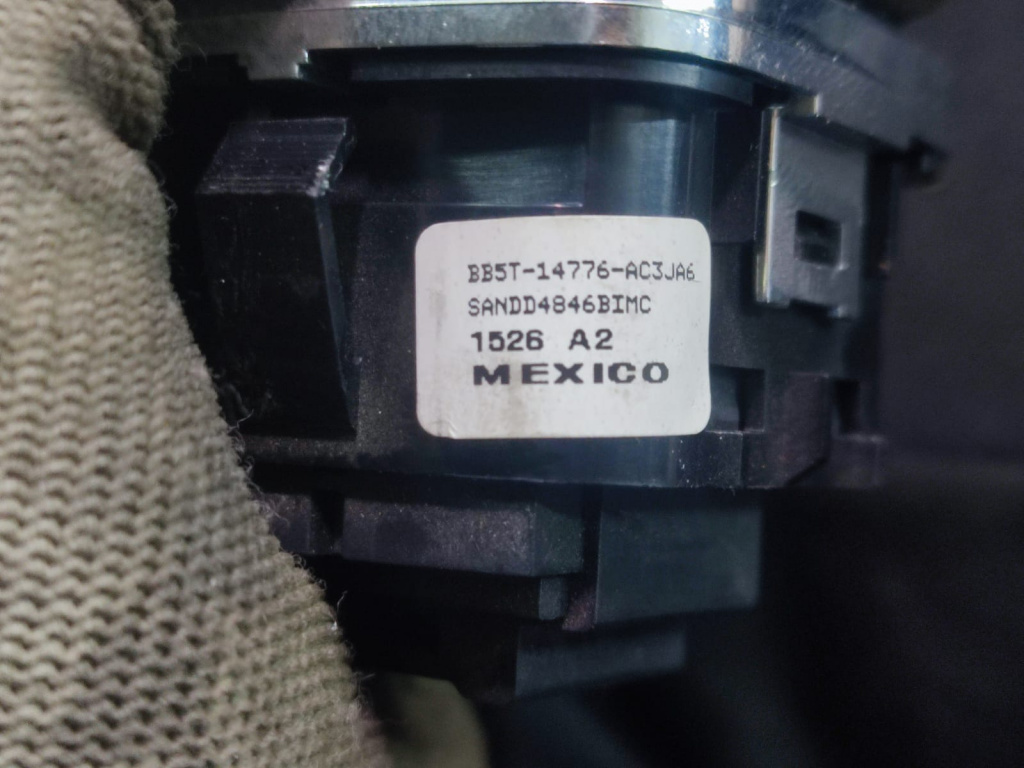 BB5T-14776-AC3JA6
SANDD4846BIMC
1526 A2
MEXICO